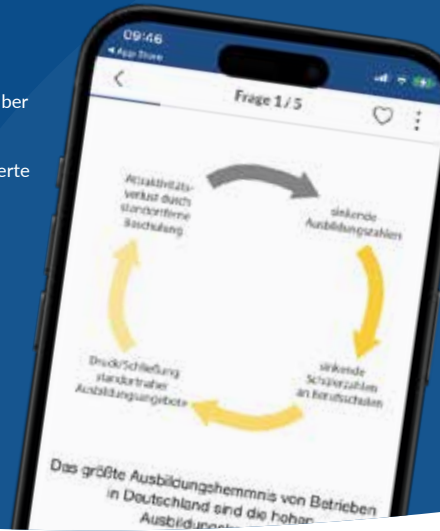 ber
erte
09:46
App Store
Frage 1/5
Attraktivitäts-
verlust durch
standortferne
Beschulung
sinkende
Ausbildungszahlen
sinkende
Schülerzahlen
an Berufsschulen
Druck/Schließung
standortnaher
Ausbildungsangebote
Das größte Ausbildungshemmnis von Betrieben
in Deutschland sind die hohen